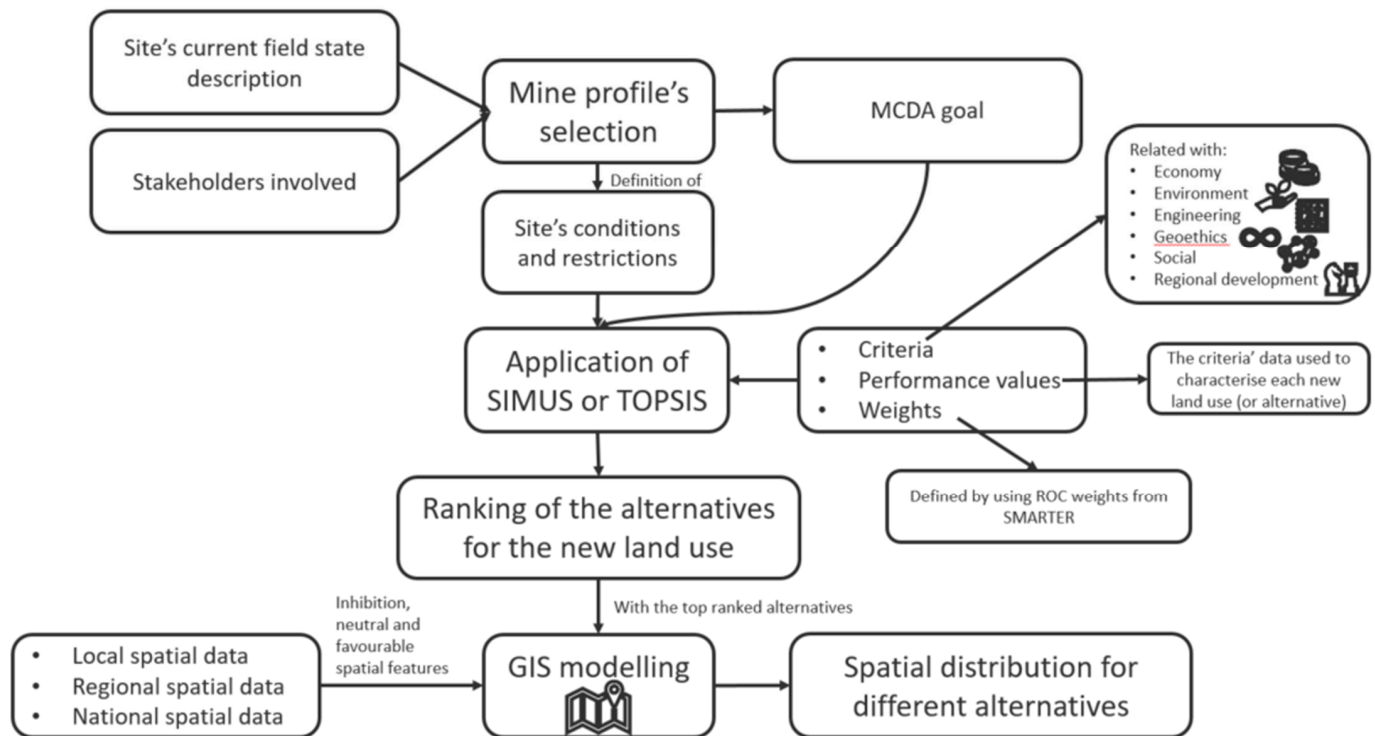 Site's current field state
description
Stakeholders involved
Mine profile's
selection
MCDA goal
Definition of
Site's conditions
and restrictions
Related with:
• Economy
• Environment
• Engineering
• Geoethics
• Social
• Regional development
Application of
SIMUS or TOPSIS
• Criteria
• Performance values
• Weights
The criteria' data used to
characterise each new
land use (or alternative)
Defined by using ROC weights from
SMARTER
Ranking of the alternatives
for the new land use
With the top ranked alternatives
Inhibition,
neutral and
favourable
spatial features
• Local spatial data
• Regional spatial data
• National spatial data
GIS modelling
Spatial distribution for
different alternatives